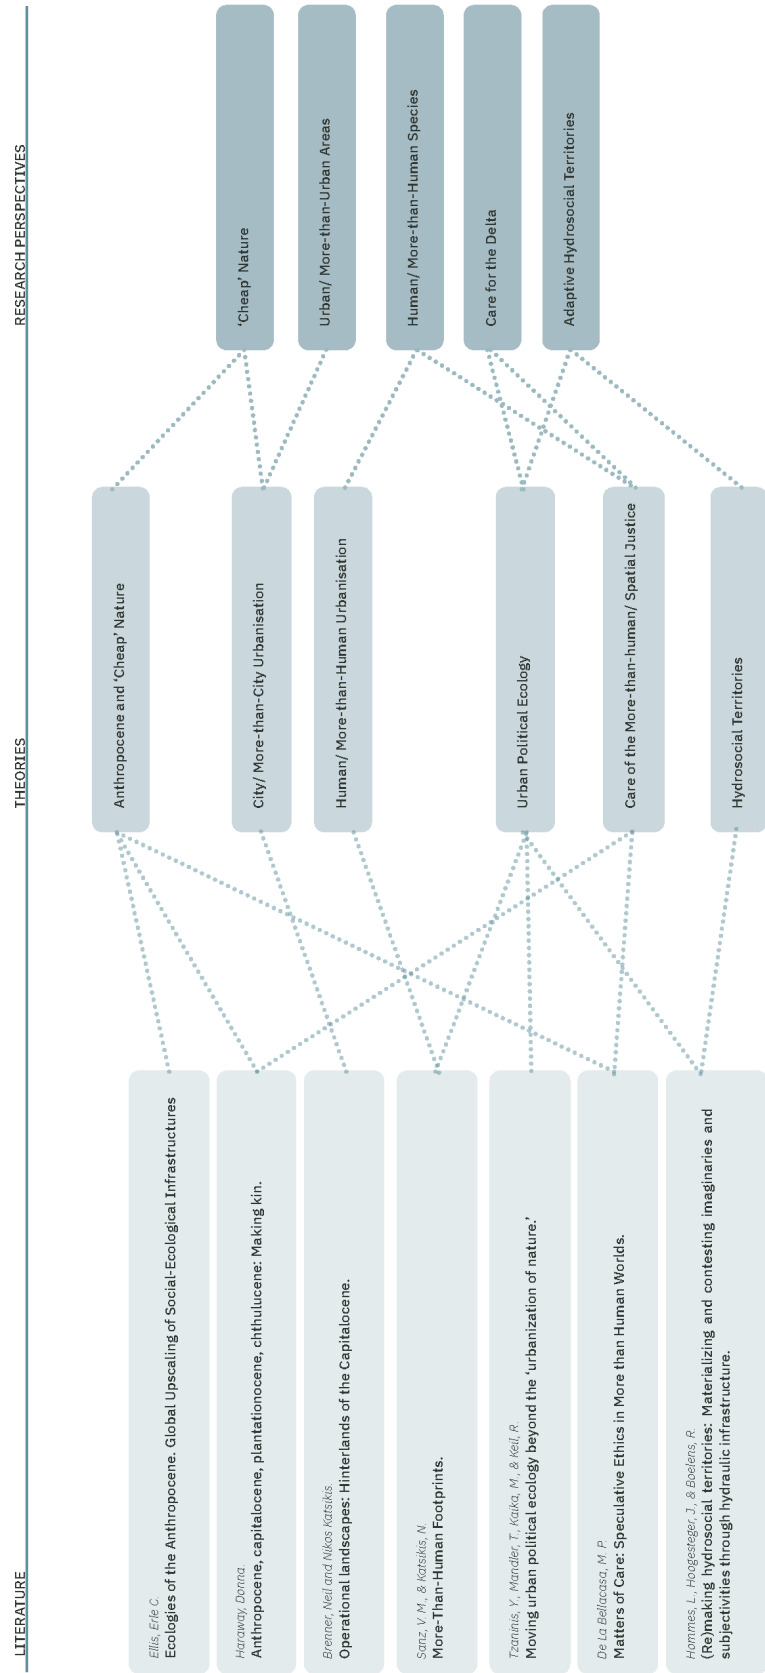 LITERATURE
THEORIES
RESEARCH PERSPECTIVES
Ellis, Erle C.
Ecologies of the Anthropocene. Global Upscaling of Social-Ecological Infrastructures
Haraway, Donna.
Anthropocene, capitalocene, plantationocene, chthulucene: Making kin.
Brenner, Neil and Nikos Katsikis.
Operational landscapes: Hinterlands of the Capitalocene.
Sanz, V. M., & Katsikis, N.
More-Than-Human Footprints.
Tzaninis, Y., Mandler, T., Kaika, M., & Keil, R.
Moving urban political ecology beyond the ‘urbanization of nature.’
De La Bellacasa, M. P.
Matters of Care: Speculative Ethics in More than Human Worlds.
Hommes, L., Hoogesteger, J., & Boelens, R.
(Re)making hydrosocial territories: Materializing and contesting imaginaries and
subjectivities through hydraulic infrastructure.
Anthropocene and ‘Cheap’ Nature
City/ More-than-City Urbanisation
Human/ More-than-Human Urbanisation
Urban Political Ecology
Care of the More-than-human/ Spatial Justice
Hydrosocial Territories
‘Cheap’ Nature
Urban/ More-than-Urban Areas
Human/ More-than-Human Species
Care for the Delta
Adaptive Hydrosocial Territories